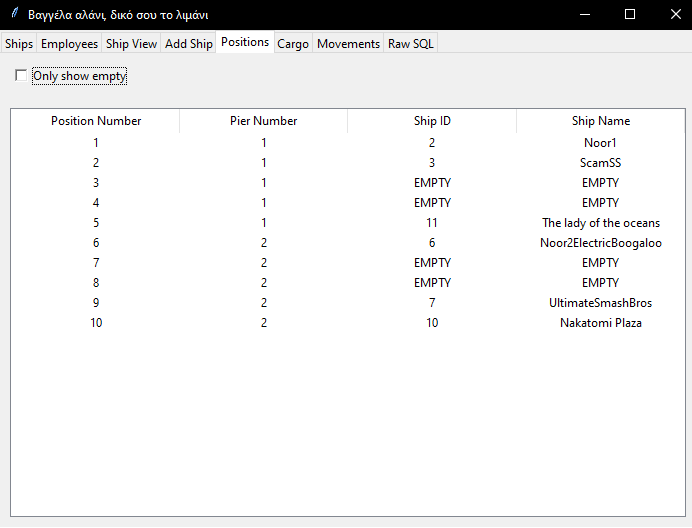 Βαγγέλα αλάνι, δικό σου το λιμάνι
Ships Employees Ship View Add Ship Positions Cargo Movements Raw SQL
Only show empty
Position Number Pier Number Ship ID Ship Name
1 1 2 Noor1
2 1 3 ScamSS
3 1 EMPTY EMPTY
4 1 EMPTY EMPTY
5 1 11 The lady of the oceans
6 2 6 Noor2ElectricBoogaloo
7 2 EMPTY EMPTY
8 2 EMPTY EMPTY
9 2 7 UltimateSmashBros
10 2 10 Nakatomi Plaza